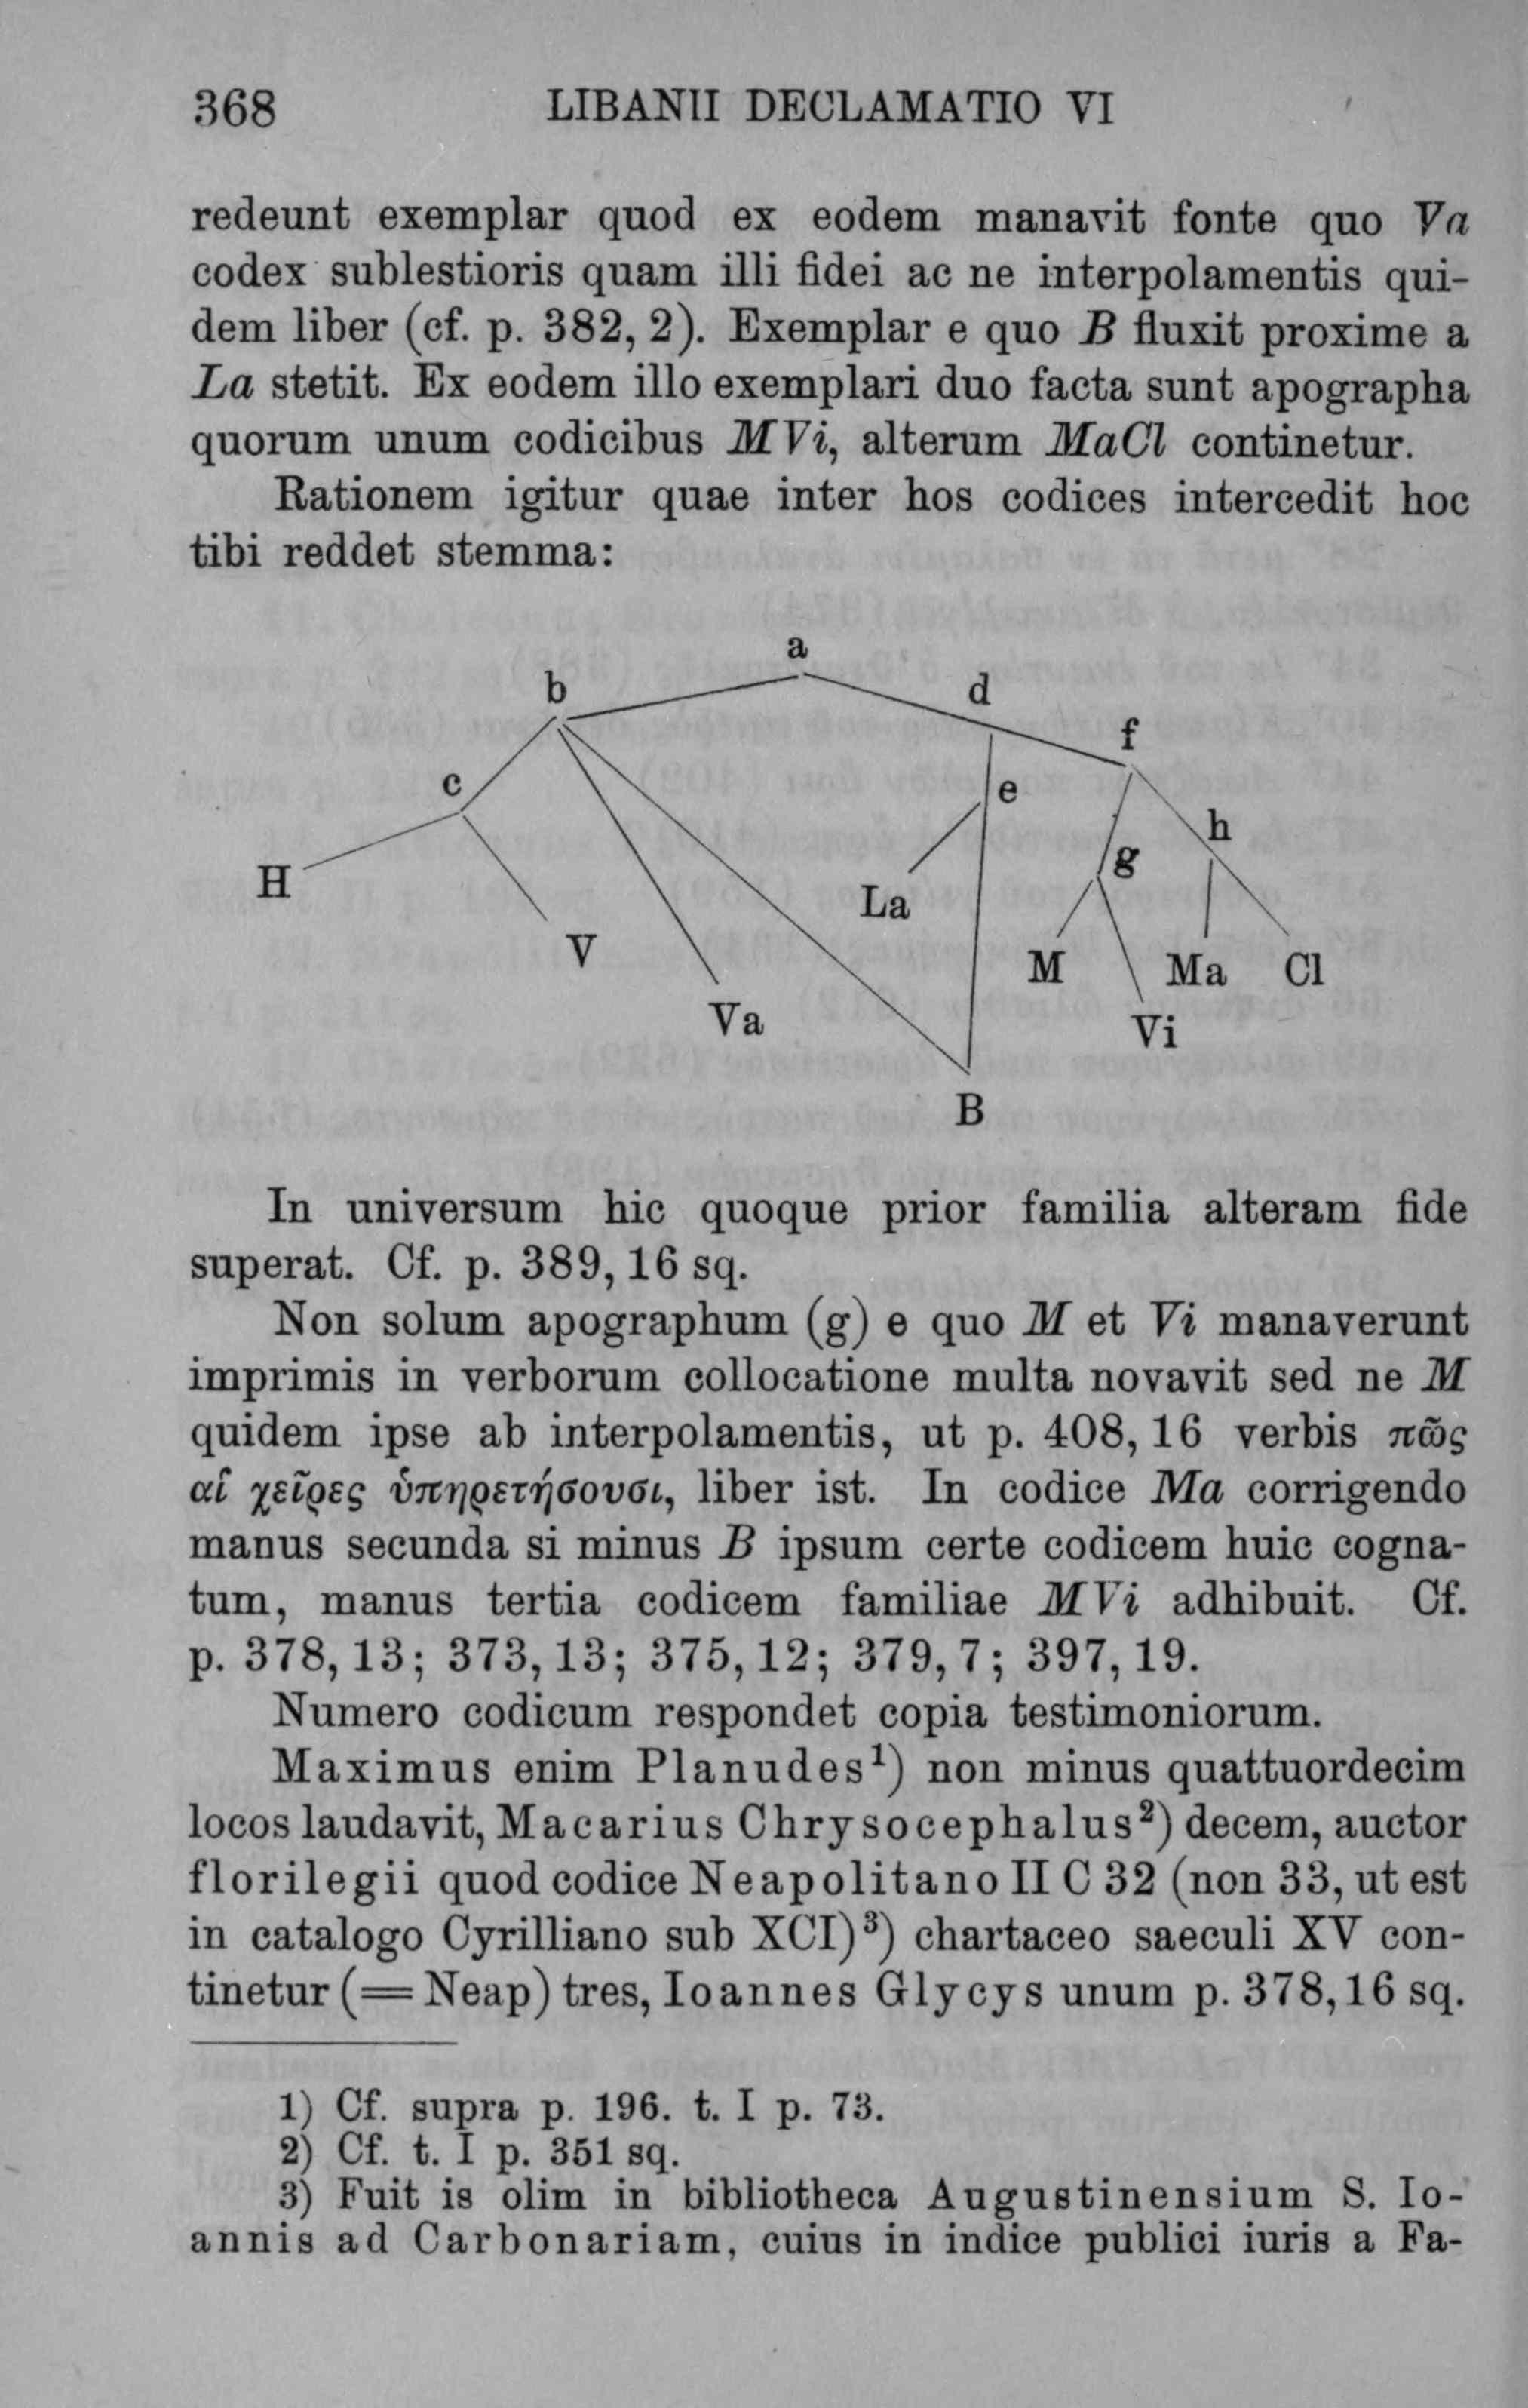 368 LIBANII DECLAMATIO VI
redeunt exemplar quod ex eodem manavit fonte quo Va
codex sublestioris quam illi fidei ac ne interpolamentis qui-
dem liber (cf. p. 382, 2). Exemplar e quo B fluxit proxime a
La stetit. Ex eodem illo exemplari duo facta sunt apographa
quorum unum codicibus MVi, alterum MaCl continetur.
Rationem igitur quae inter hos codices intercedit hoc
tibi reddet stemma:
a
b d
f
c e
h
g
H La
V M Ma Cl
Va Vi
B
In universum hic quoque prior familia alteram fide
superat. Cf. p. 389, 16 sq.
Non solum apographum (g) e quo M et Vi manaverunt
imprimis in verborum collocatione multa novavit sed ne M
quidem ipse ab interpolamentis, ut p. 408, 16 verbis πῶς
αἱ χεῖρες ὑπηρετήσουσι, liber ist. In codice Ma corrigendo
manus secunda si minus B ipsum certe codicem huic cogna-
tum, manus tertia codicem familiae MVi adhibuit. Cf.
p. 378, 13; 373, 13; 375, 12; 379, 7; 397, 19.
Numero codicum respondet copia testimoniorum.
Maximus enim Planudes¹) non minus quattuordecim
locos laudavit, Macarius Chrysocephalus²) decem, auctor
florilegii quod codice Neapolitano II C 32 (non 33, ut est
in catalogo Cyrilliano sub XCI)³) chartaceo saeculi XV con-
tinetur (= Neap) tres, Ioannes Glycys unum p. 378, 16 sq.
1) Cf. supra p. 196. t. I p. 73.
2) Cf. t. I p. 351 sq.
3) Fuit is olim in bibliotheca Augustinensium S. Io-
annis ad Carbonariam, cuius in indice publici iuris a Fa-